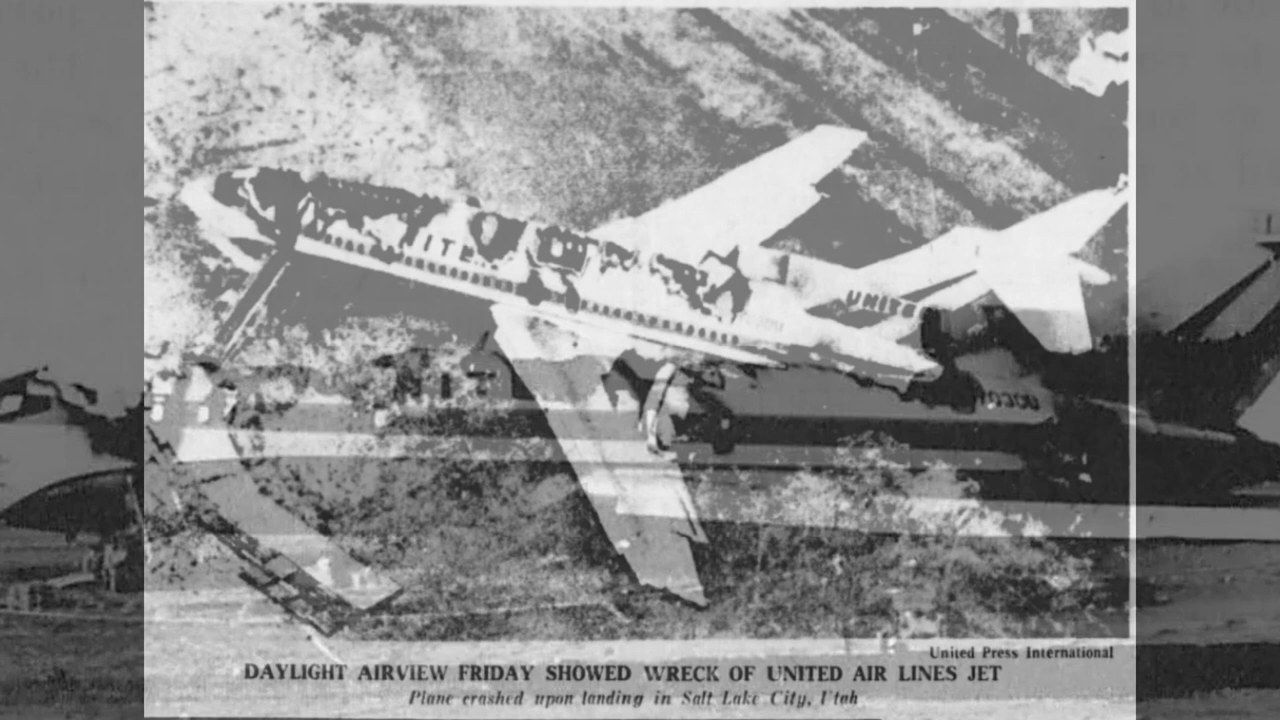 UNITE
United Press International
DAYLIGHT AIRVIEW FRIDAY SHOWED WRECK OF UNITED AIR LINES JET
Plane crashed upon landing in Salt Lake City, Utah